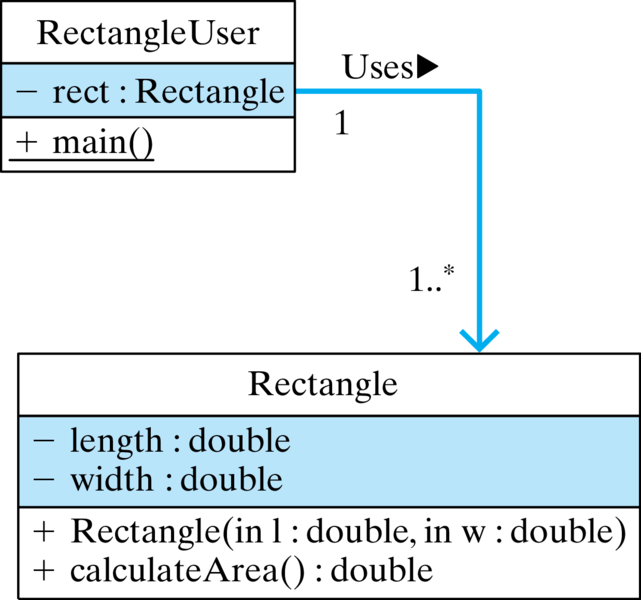 RectangleUser
− rect : Rectangle
+ main()
Uses▶
1
1..*
Rectangle
− length : double
− width : double
+ Rectangle(in l : double, in w : double)
+ calculateArea() : double